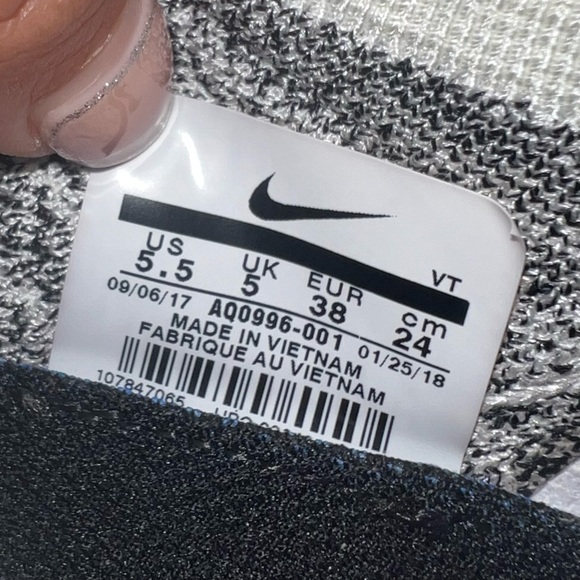 VT
US UK EUR cm
5.5 5 38 24
09/06/17 AQ0996-001 01/25/18
MADE IN VIETNAM
FABRIQUE AU VIETNAM
107847065 UPC